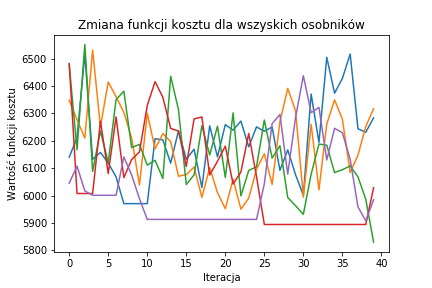 Zmiana funkcji kosztu dla wszyskich osobników
Wartość funkcji kosztu
6500
6400
6300
6200
6100
6000
5900
5800
0 5 10 15 20 25 30 35 40
Iteracja